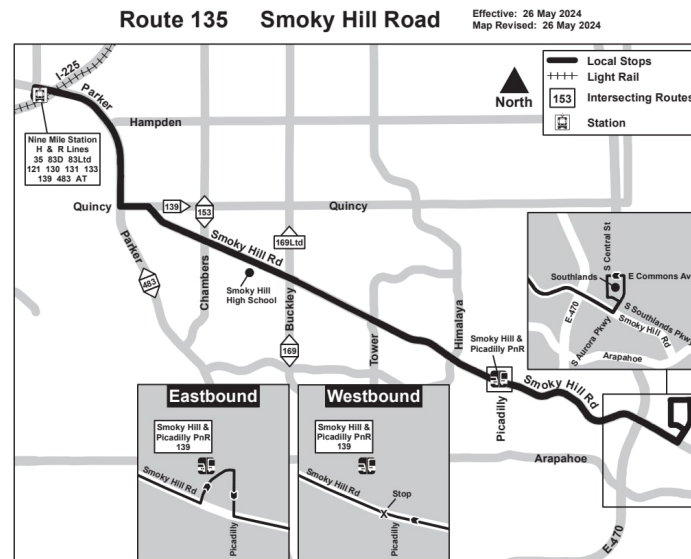 Route 135 Smoky Hill Road
Effective: 26 May 2024
Map Revised: 26 May 2024
Local Stops
Light Rail
153 Intersecting Routes
Station
North
I-225
Parker
Hampden
Nine Mile Station
H & R Lines
35 83D 83Ltd
121 130 131 133
139 483 AT
Quincy
139
153
Quincy
Smoky Hill Rd
169Ltd
Parker
483
Chambers
Smoky Hill
High School
Buckley
169
Tower
Himalaya
Smoky Hill &
Picadilly PnR
Picadilly
Smoky Hill Rd
Arapahoe
E-470
S Central St
Southlands
E Commons Av
E-470
S Aurora Pkwy
S Southlands Pkwy
Smoky Hill Rd
Arapahoe
Eastbound
Smoky Hill &
Picadilly PnR
139
Smoky Hill Rd
Picadilly
Westbound
Smoky Hill &
Picadilly PnR
139
Smoky Hill Rd
Stop
X
Picadilly